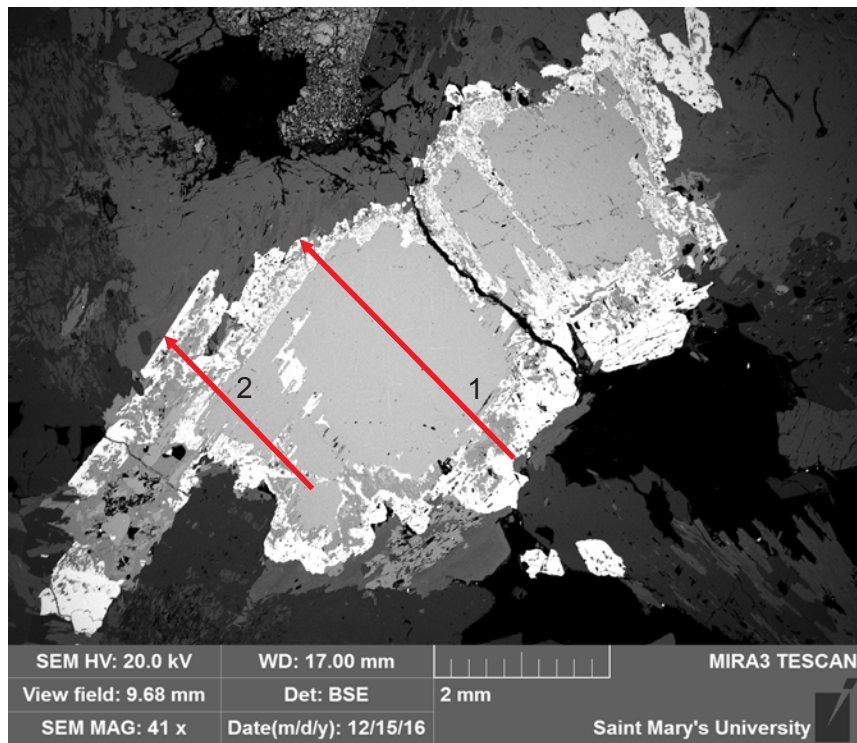 1
2
SEM HV: 20.0 kV
WD: 17.00 mm
MIRA3 TESCAN
View field: 9.68 mm
Det: BSE
2 mm
SEM MAG: 41 x
Date(m/d/y): 12/15/16
Saint Mary's University